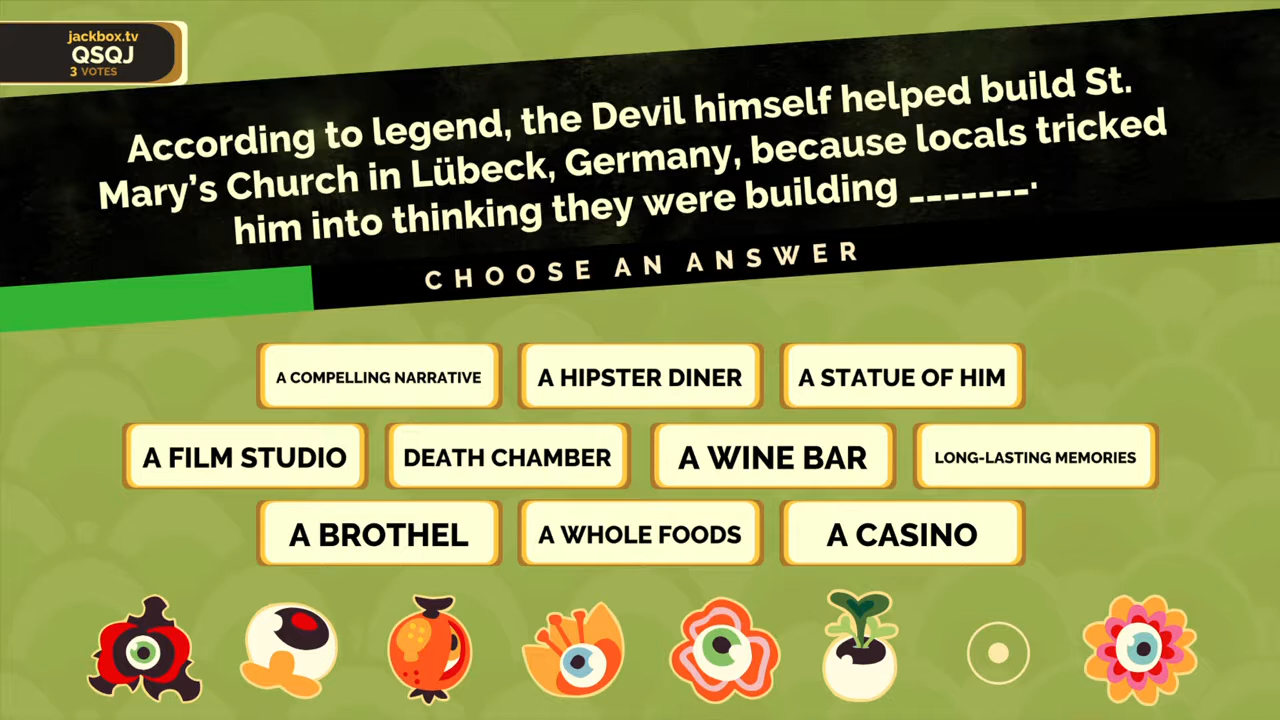 jackbox.tv
QSQJ
3 VOTES
According to legend, the Devil himself helped build St.
Mary's Church in Lübeck, Germany, because locals tricked
him into thinking they were building _______.
CHOOSE AN ANSWER
A COMPELLING NARRATIVE
A HIPSTER DINER
A STATUE OF HIM
A FILM STUDIO
DEATH CHAMBER
A WINE BAR
LONG-LASTING MEMORIES
A BROTHEL
A WHOLE FOODS
A CASINO